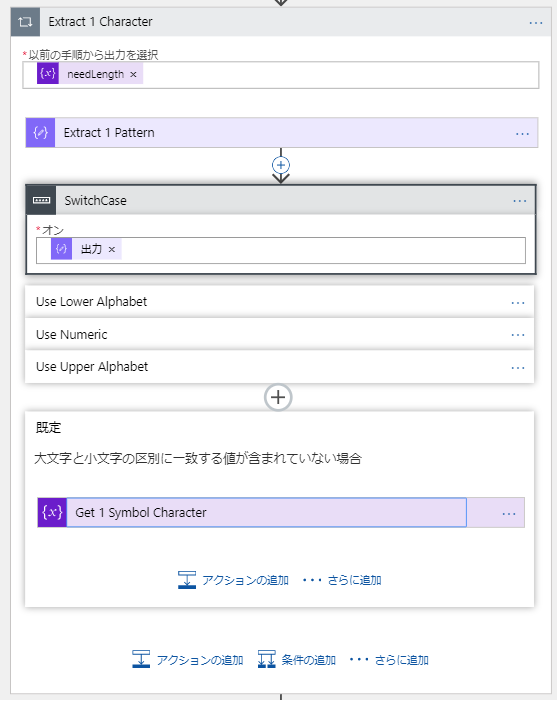 Extract 1 Character
*以前の手順から出力を選択
{x} needLength ×
Extract 1 Pattern
SwitchCase
*オン
出力 ×
Use Lower Alphabet
Use Numeric
Use Upper Alphabet
既定
大文字と小文字の区別に一致する値が含まれていない場合
{x} Get 1 Symbol Character
アクションの追加 ··· さらに追加
アクションの追加 条件の追加 ··· さらに追加